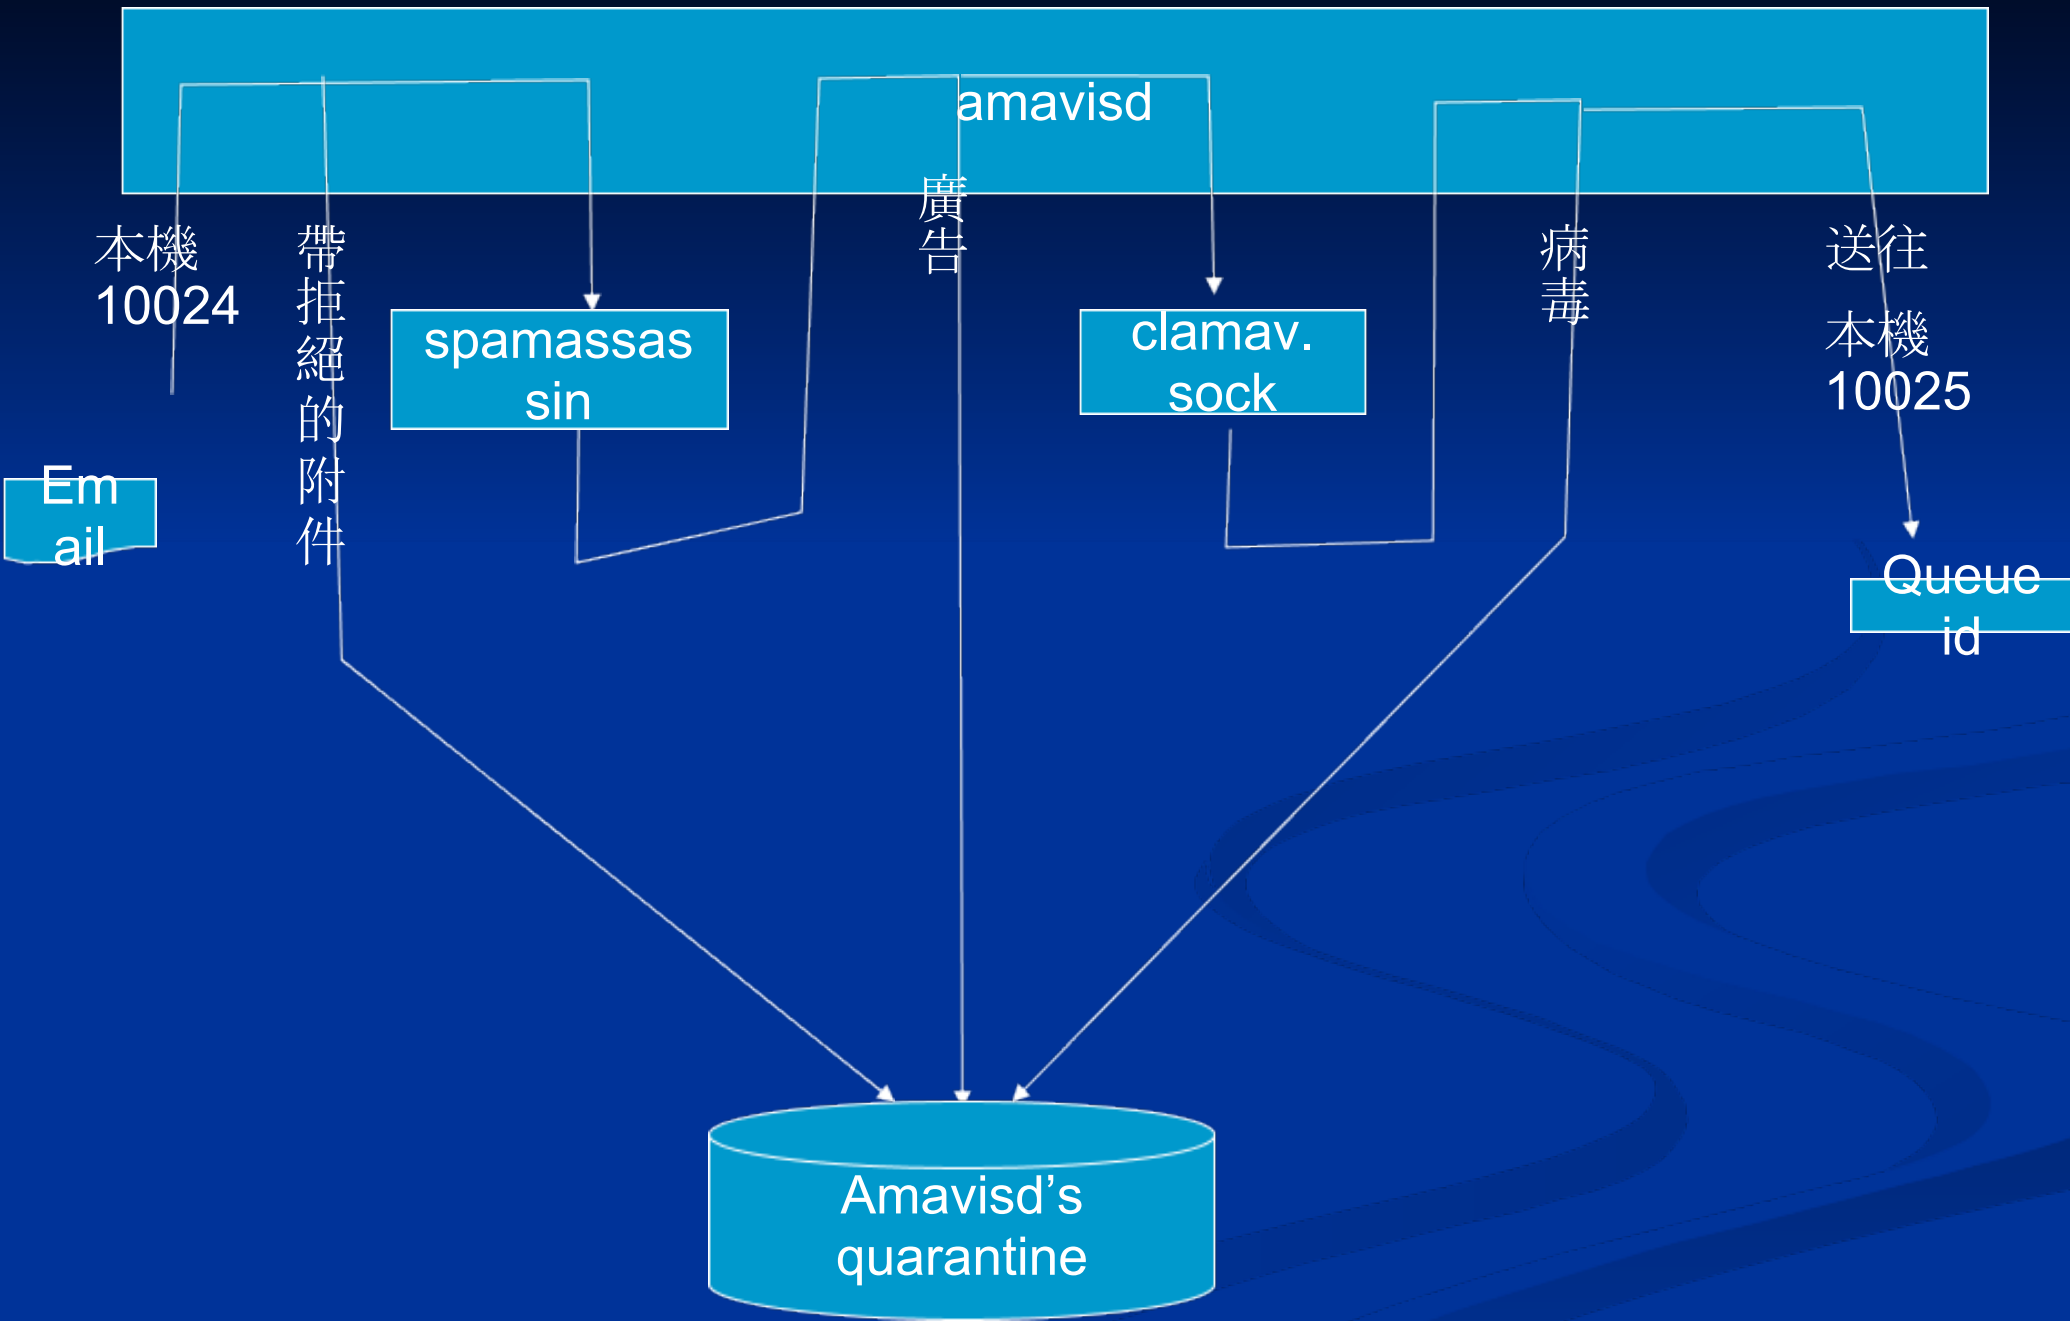 amavisd
本機
10024
帶拒絕的附件
spamassas
sin
廣告
clamav.
sock
病毒
送往
本機
10025
Em
ail
Queue
id
Amavisd’s
quarantine